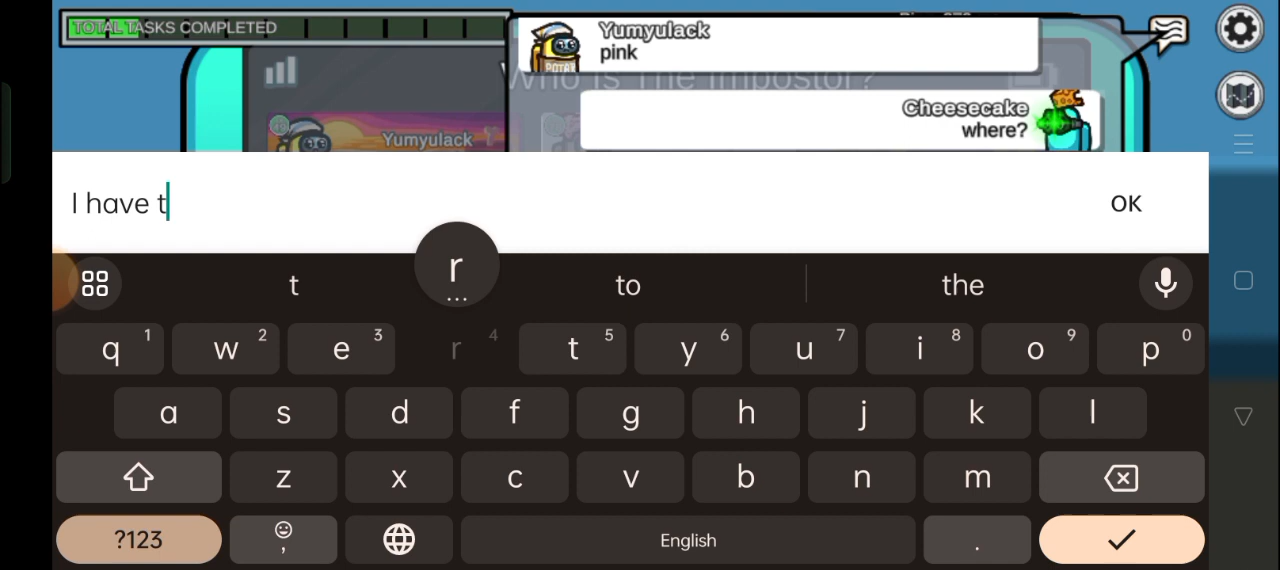 TOTAL TASKS COMPLETED
Yumyulack
pink
Who Is The Impostor?
Cheesecake
where?
Yumyulack
I have t
OK
t
r
to
the
q 1 w 2 e 3 r 4 t 5 y 6 u 7 i 8 o 9 p 0
a s d f g h j k l
z x c v b n m
?123 , English .